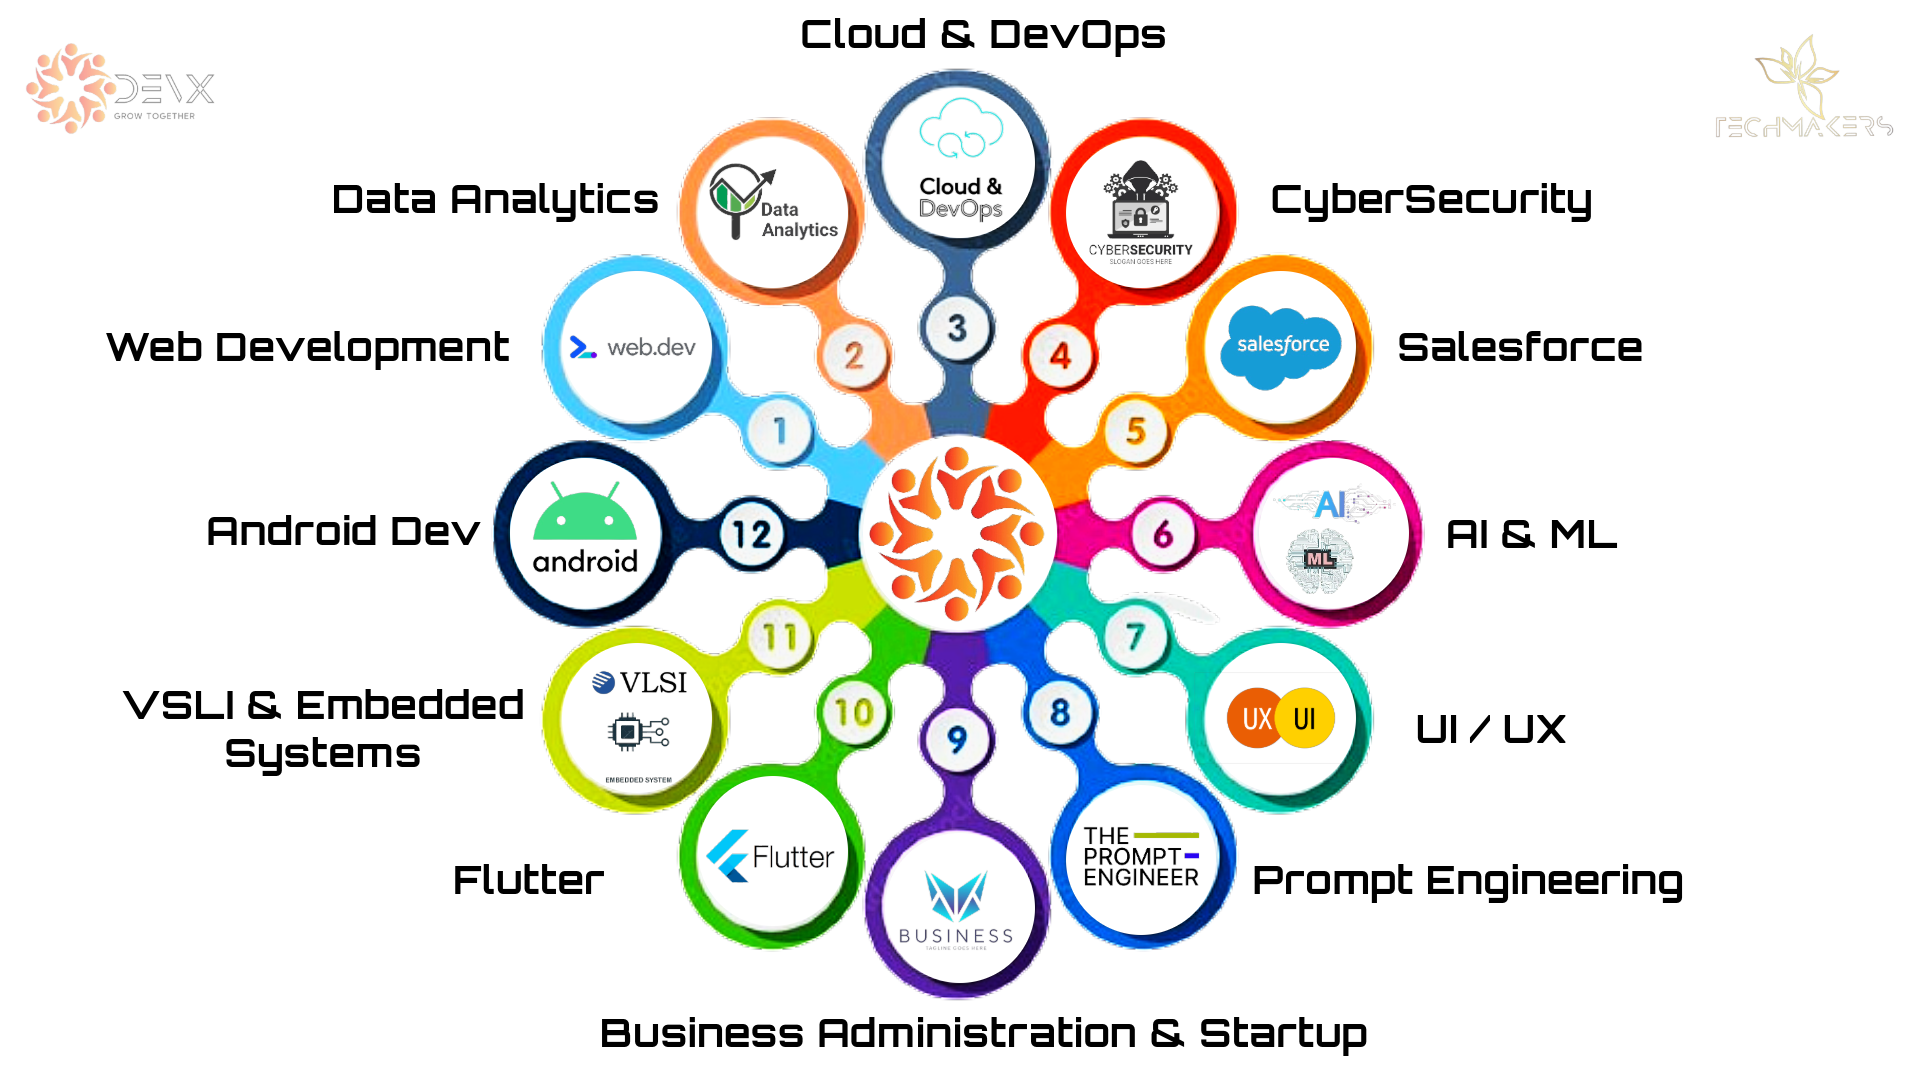 Cloud & DevOps
DEVX
GROW TOGETHER
TECHMAKERS
Cloud &
DevOps
Data Analytics
Data
Analytics
CyberSecurity
CYBERSECURITY
SLOGAN GOES HERE
Web Development
web.dev
Salesforce
salesforce
3
2
4
1
5
Android Dev
android
12
6
AI
ML
AI & ML
11
7
10
8
9
VSLI & Embedded
Systems
VLSI
EMBEDDED SYSTEM
UX
UI
UI / UX
Flutter
Flutter
THE
PROMPT
ENGINEER
Prompt Engineering
BUSINESS
TAGLINE GOES HERE
Business Administration & Startup